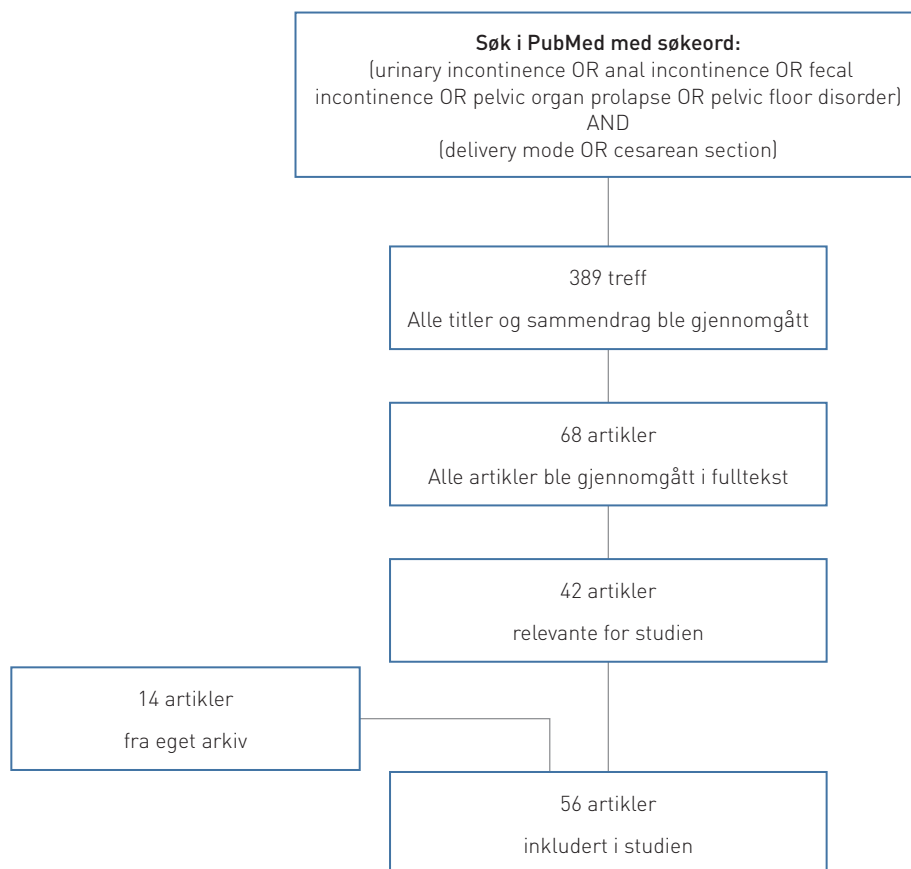 Søk i PubMed med søkeord:
(urinary incontinence OR anal incontinence OR fecal
incontinence OR pelvic organ prolapse OR pelvic floor disorder)
AND
(delivery mode OR cesarean section)
389 treff
Alle titler og sammendrag ble gjennomgått
68 artikler
Alle artikler ble gjennomgått i fulltekst
42 artikler
relevante for studien
14 artikler
fra eget arkiv
56 artikler
inkludert i studien